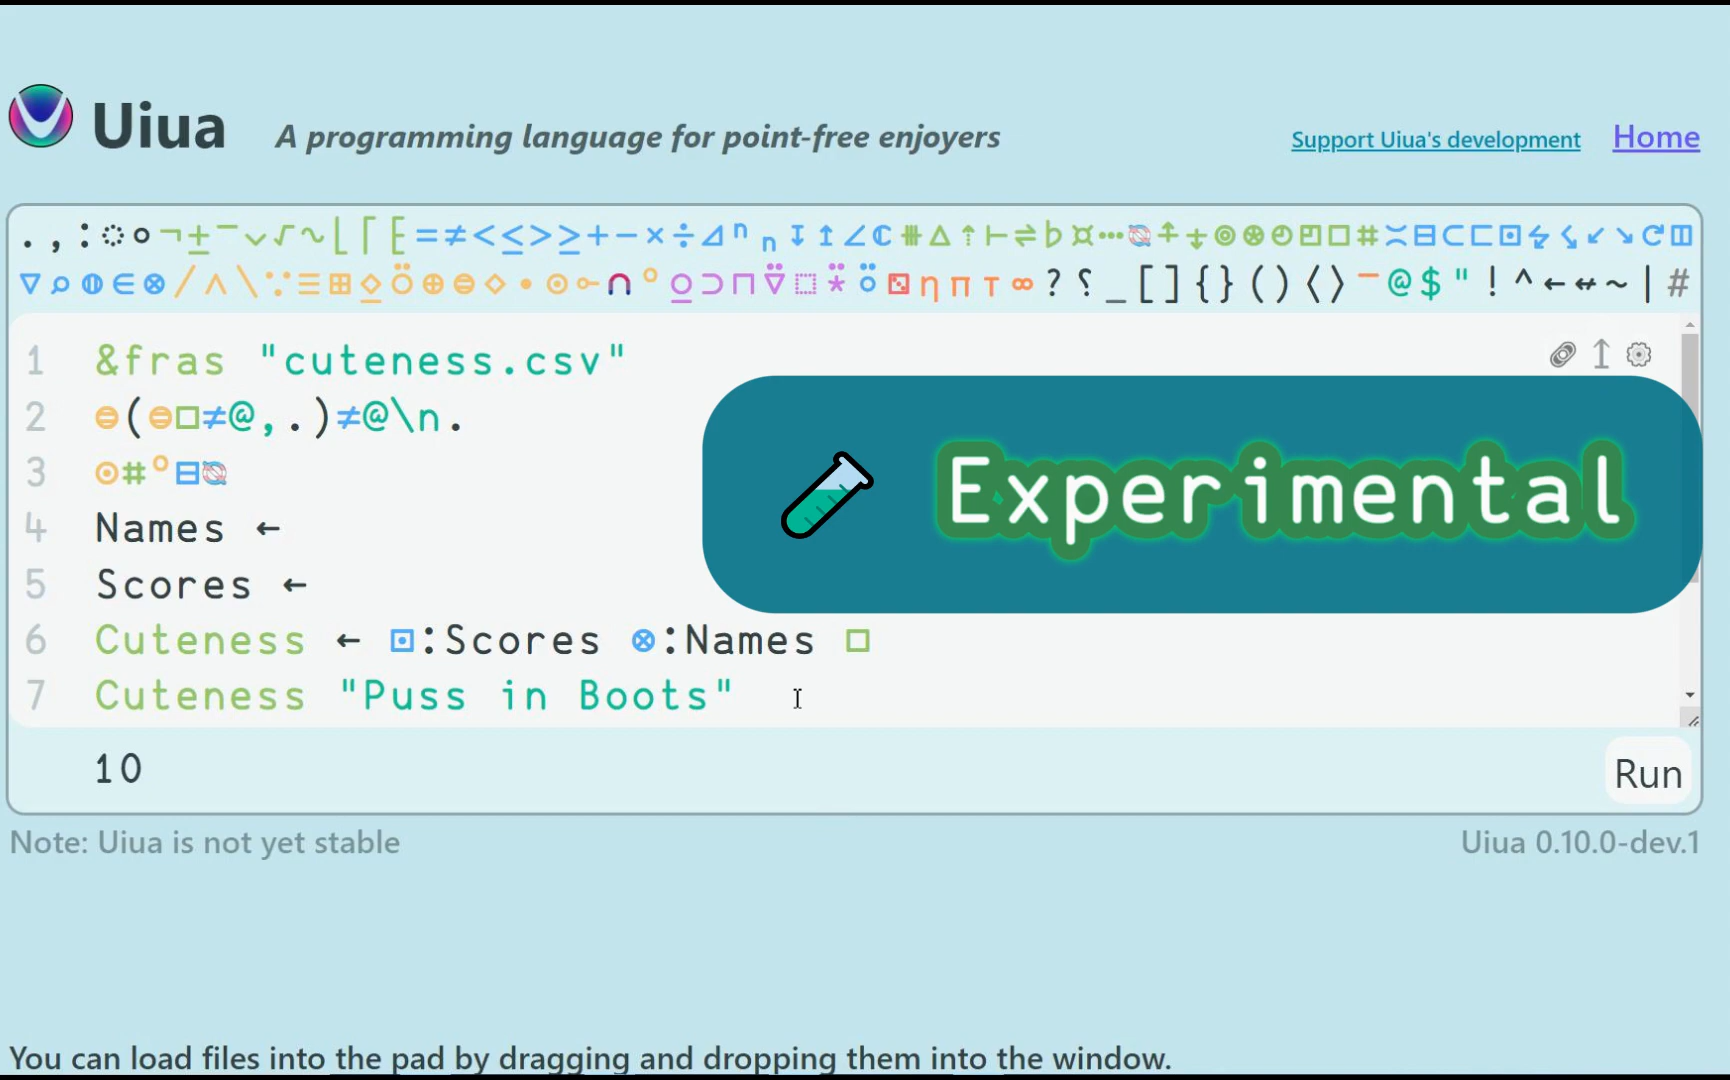 Uiua
A programming language for point-free enjoyers
Support Uiua's development
Home
1 &fras "cuteness.csv"
2 ⊜(⊜□≠@,.)≠@\n.
3 ⊙⋕°⊟⍉
4 Names ←
5 Scores ←
6 Cuteness ← ⊡:Scores ⊗:Names □
7 Cuteness "Puss in Boots"
Experimental
10
Run
Note: Uiua is not yet stable
Uiua 0.10.0-dev.1
You can load files into the pad by dragging and dropping them into the window.